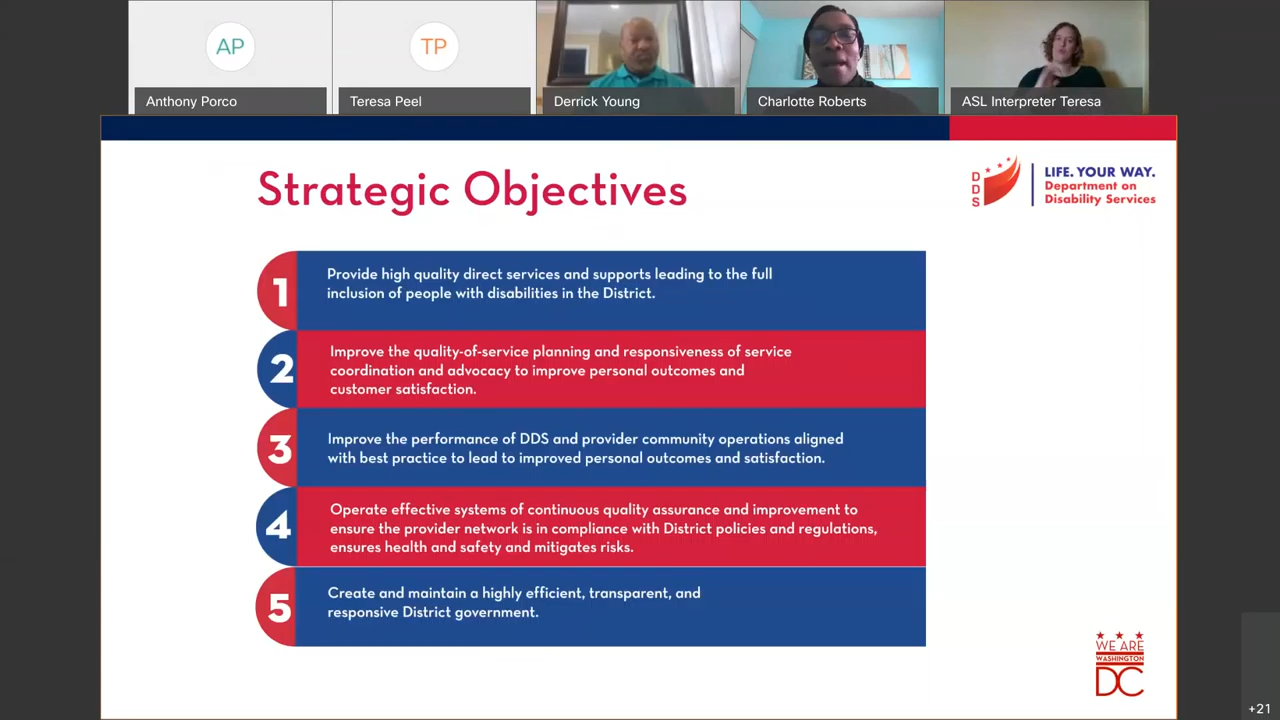 AP
TP
Anthony Porco
Teresa Peel
Derrick Young
Charlotte Roberts
ASL Interpreter Teresa
Strategic Objectives
DDS
LIFE. YOUR WAY.
Department on
Disability Services
1
Provide high quality direct services and supports leading to the full
inclusion of people with disabilities in the District.
2
Improve the quality-of-service planning and responsiveness of service
coordination and advocacy to improve personal outcomes and
customer satisfaction.
3
Improve the performance of DDS and provider community operations aligned
with best practice to lead to improved personal outcomes and satisfaction.
4
Operate effective systems of continuous quality assurance and improvement to
ensure the provider network is in compliance with District policies and regulations,
ensures health and safety and mitigates risks.
5
Create and maintain a highly efficient, transparent, and
responsive District government.
WE ARE
WASHINGTON
DC
+21